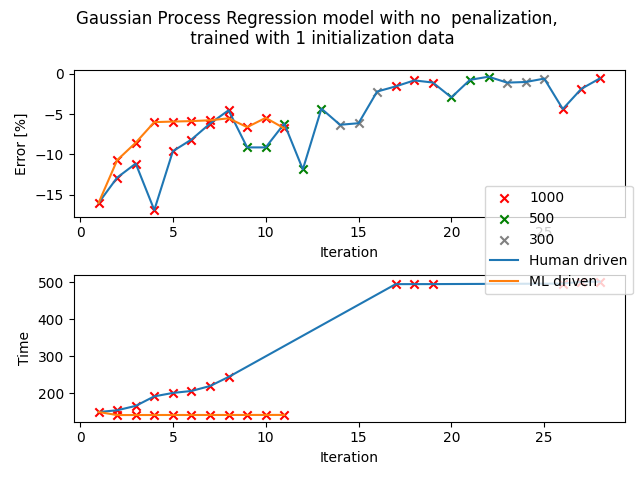 Gaussian Process Regression model with no  penalization,
trained with 1 initialization data
Error [%]
0
−5
−10
−15
0 5 10 15 20 25
Iteration
1000
500
300
Human driven
ML driven
Time
500
400
300
200
0 5 10 15 20 25
Iteration